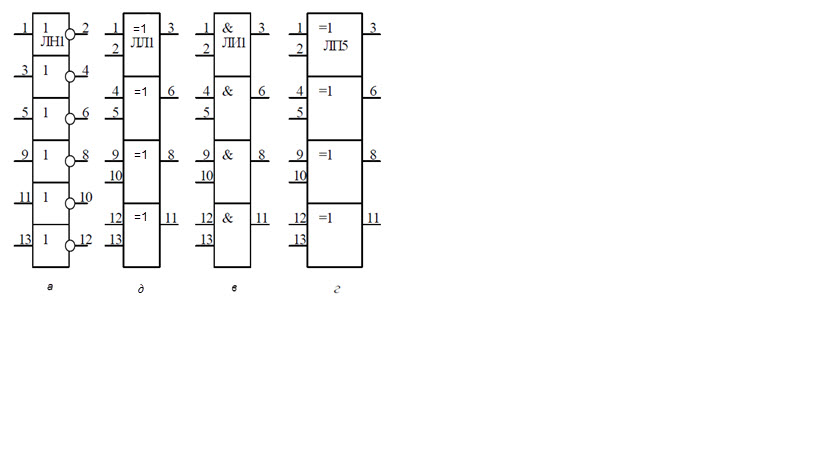 1 1 2
ЛН1
3 1 4
5 1 6
9 1 8
11 1 10
13 1 12
а
1 =1 3
2 ЛЛ1
4 =1 6
5
9 =1 8
10
12 =1 11
13
д
1 & 3
2 ЛИ1
4 & 6
5
9 & 8
10
12 & 11
13
в
1 =1 3
2 ЛП5
4 =1 6
5
9 =1 8
10
12 =1 11
13
г